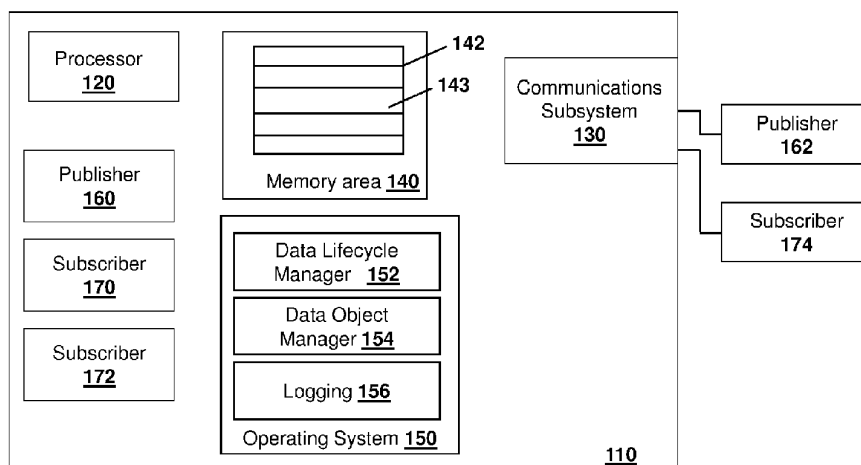 Processor
120
142
143
Memory area 140
Communications
Subsystem
130
Publisher
162
Subscriber
174
Publisher
160
Subscriber
170
Subscriber
172
Data Lifecycle
Manager 152
Data Object
Manager 154
Logging 156
Operating System 150
110